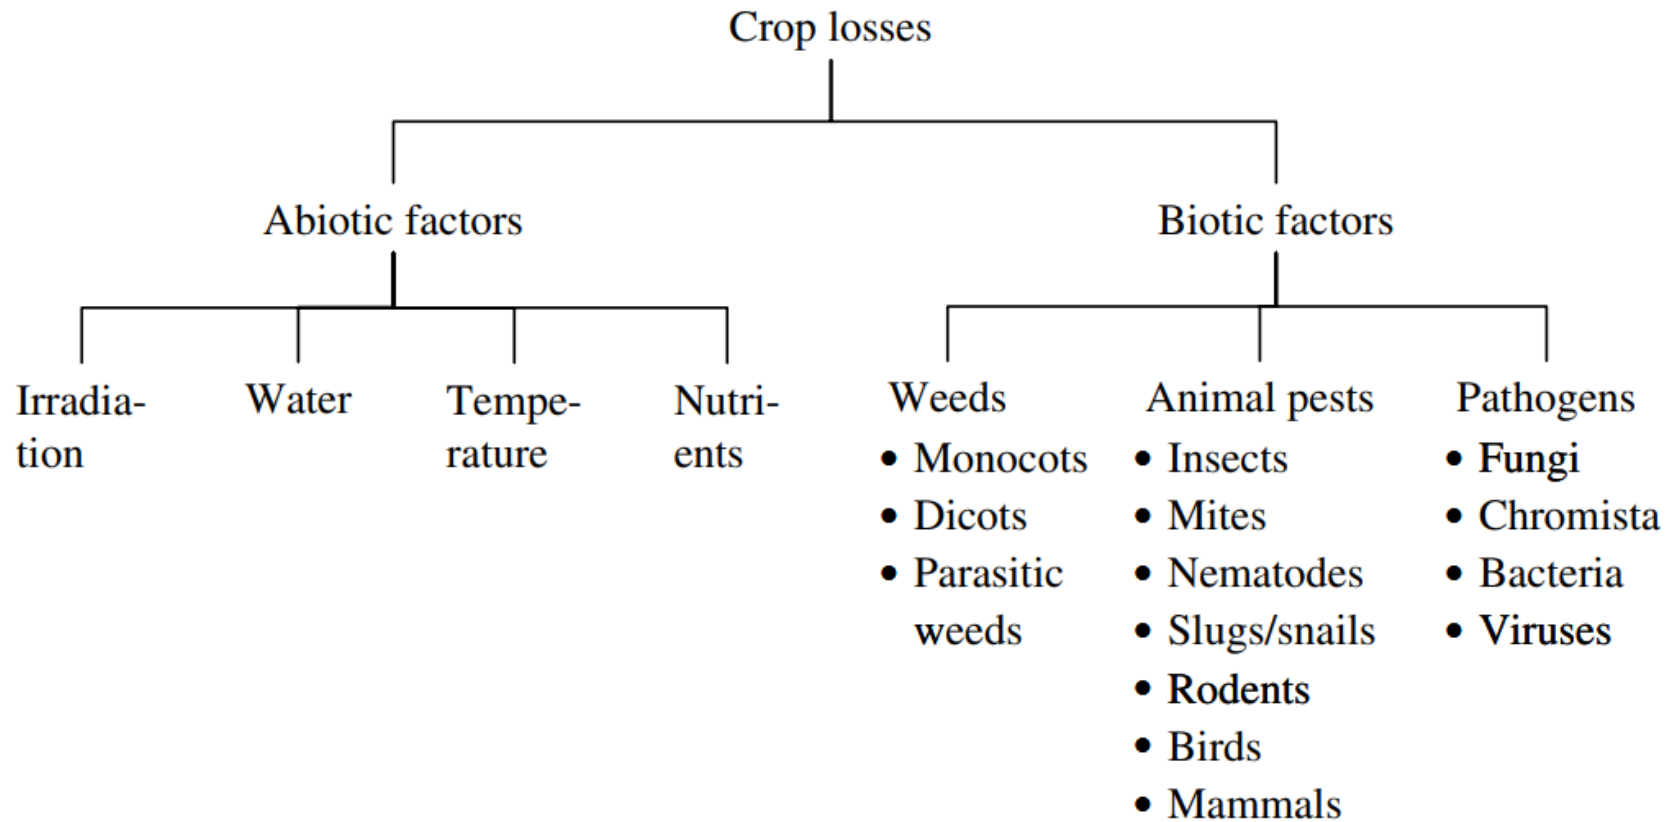 Crop losses
Abiotic factors
Biotic factors
Irradia-
tion
Water
Tempe-
rature
Nutri-
ents
Weeds
• Monocots
• Dicots
• Parasitic
weeds
Animal pests
• Insects
• Mites
• Nematodes
• Slugs/snails
• Rodents
• Birds
• Mammals
Pathogens
• Fungi
• Chromista
• Bacteria
• Viruses